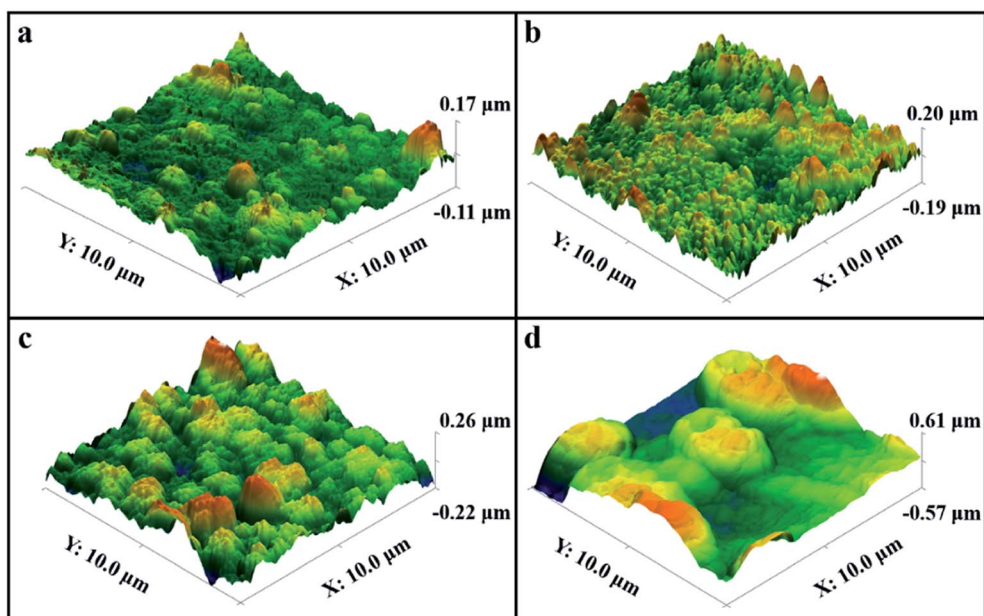 a
0.17 µm
-0.11 µm
Y: 10.0 µm
X: 10.0 µm
b
0.20 µm
-0.19 µm
Y: 10.0 µm
X: 10.0 µm
c
0.26 µm
-0.22 µm
Y: 10.0 µm
X: 10.0 µm
d
0.61 µm
-0.57 µm
Y: 10.0 µm
X: 10.0 µm